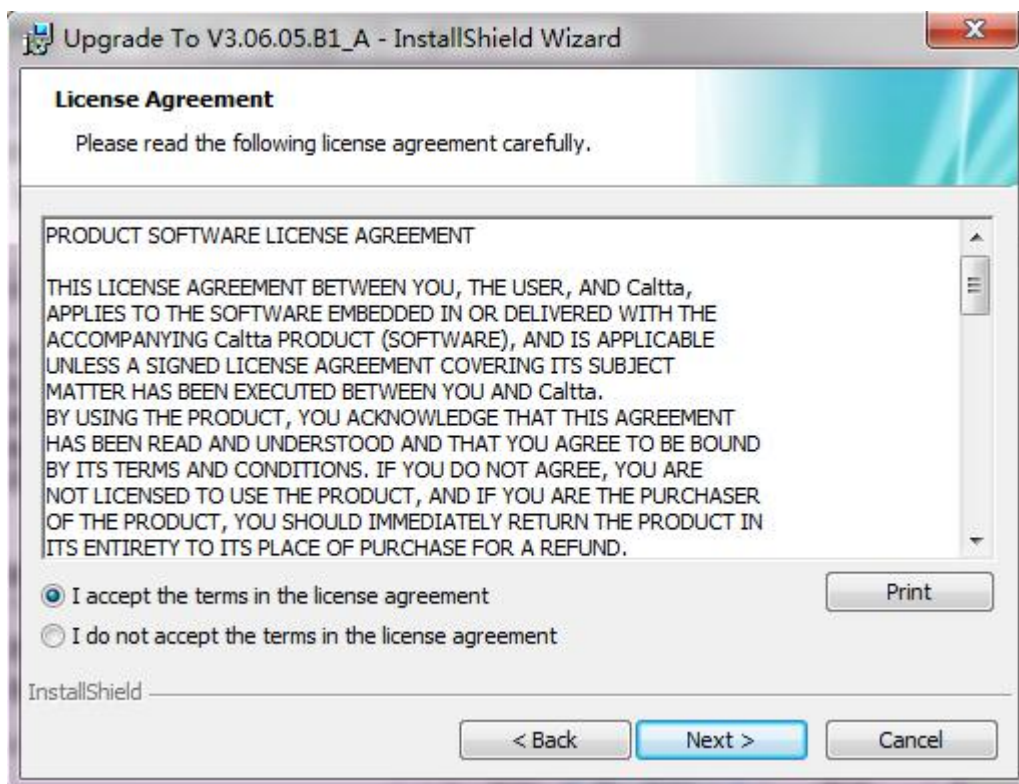 Upgrade To V3.06.05.B1_A - InstallShield Wizard
License Agreement
Please read the following license agreement carefully.
PRODUCT SOFTWARE LICENSE AGREEMENT
THIS LICENSE AGREEMENT BETWEEN YOU, THE USER, AND Caltta,
APPLIES TO THE SOFTWARE EMBEDDED IN OR DELIVERED WITH THE
ACCOMPANYING Caltta PRODUCT (SOFTWARE), AND IS APPLICABLE
UNLESS A SIGNED LICENSE AGREEMENT COVERING ITS SUBJECT
MATTER HAS BEEN EXECUTED BETWEEN YOU AND Caltta.
BY USING THE PRODUCT, YOU ACKNOWLEDGE THAT THIS AGREEMENT
HAS BEEN READ AND UNDERSTOOD AND THAT YOU AGREE TO BE BOUND
BY ITS TERMS AND CONDITIONS. IF YOU DO NOT AGREE, YOU ARE
NOT LICENSED TO USE THE PRODUCT, AND IF YOU ARE THE PURCHASER
OF THE PRODUCT, YOU SHOULD IMMEDIATELY RETURN THE PRODUCT IN
ITS ENTIRETY TO ITS PLACE OF PURCHASE FOR A REFUND.
I accept the terms in the license agreement
Print
I do not accept the terms in the license agreement
InstallShield
< Back
Next >
Cancel